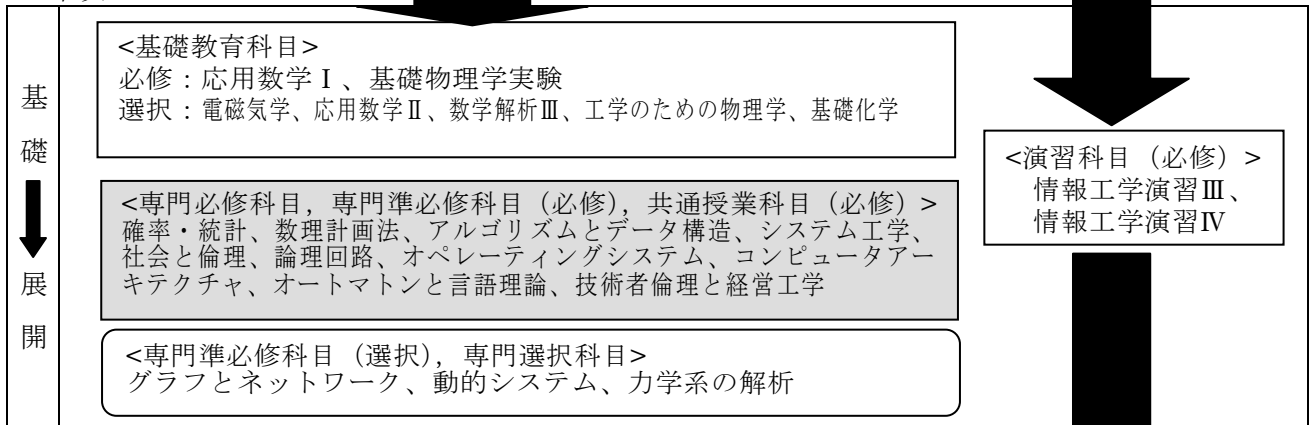 基
礎
展
開
<基礎教育科目>
必修：応用数学Ⅰ、基礎物理学実験
選択：電磁気学、応用数学Ⅱ、数学解析Ⅲ、工学のための物理学、基礎化学
<専門必修科目，専門準必修科目（必修），共通授業科目（必修）>
確率・統計、数理計画法、アルゴリズムとデータ構造、システム工学、
社会と倫理、論理回路、オペレーティングシステム、コンピュータアー
キテクチャ、オートマトンと言語理論、技術者倫理と経営工学
<専門準必修科目（選択），専門選択科目>
グラフとネットワーク、動的システム、力学系の解析
<演習科目（必修）>
情報工学演習Ⅲ、
情報工学演習Ⅳ